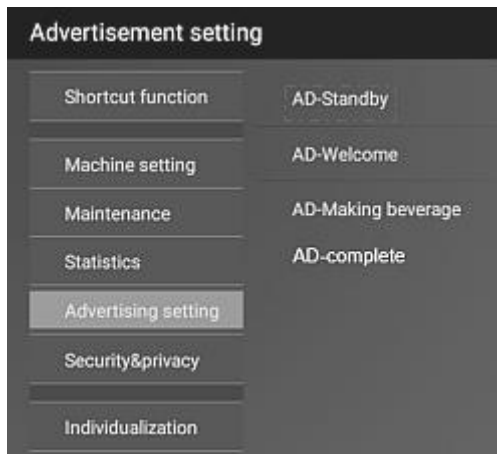 Advertisement setting
Shortcut function
Machine setting
Maintenance
Statistics
Advertising setting
Security&privacy
Individualization
AD-Standby
AD-Welcome
AD-Making beverage
AD-complete